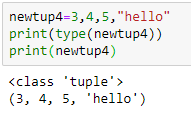 newtup4=3,4,5,"hello"
print(type(newtup4))
print(newtup4)
<class 'tuple'>
(3, 4, 5, 'hello')